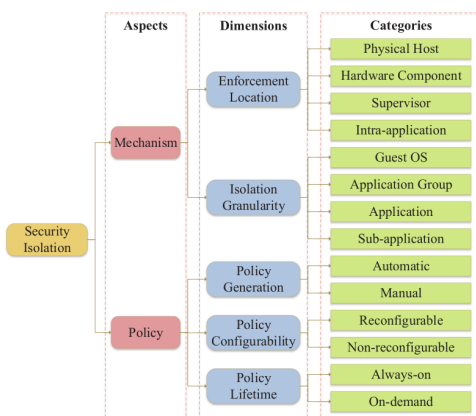 Aspects
Dimensions
Categories
Security
Isolation
Mechanism
Policy
Enforcement
Location
Isolation
Granularity
Policy
Generation
Policy
Configurability
Policy
Lifetime
Physical Host
Hardware Component
Supervisor
Intra-application
Guest OS
Application Group
Application
Sub-application
Automatic
Manual
Reconfigurable
Non-reconfigurable
Always-on
On-demand